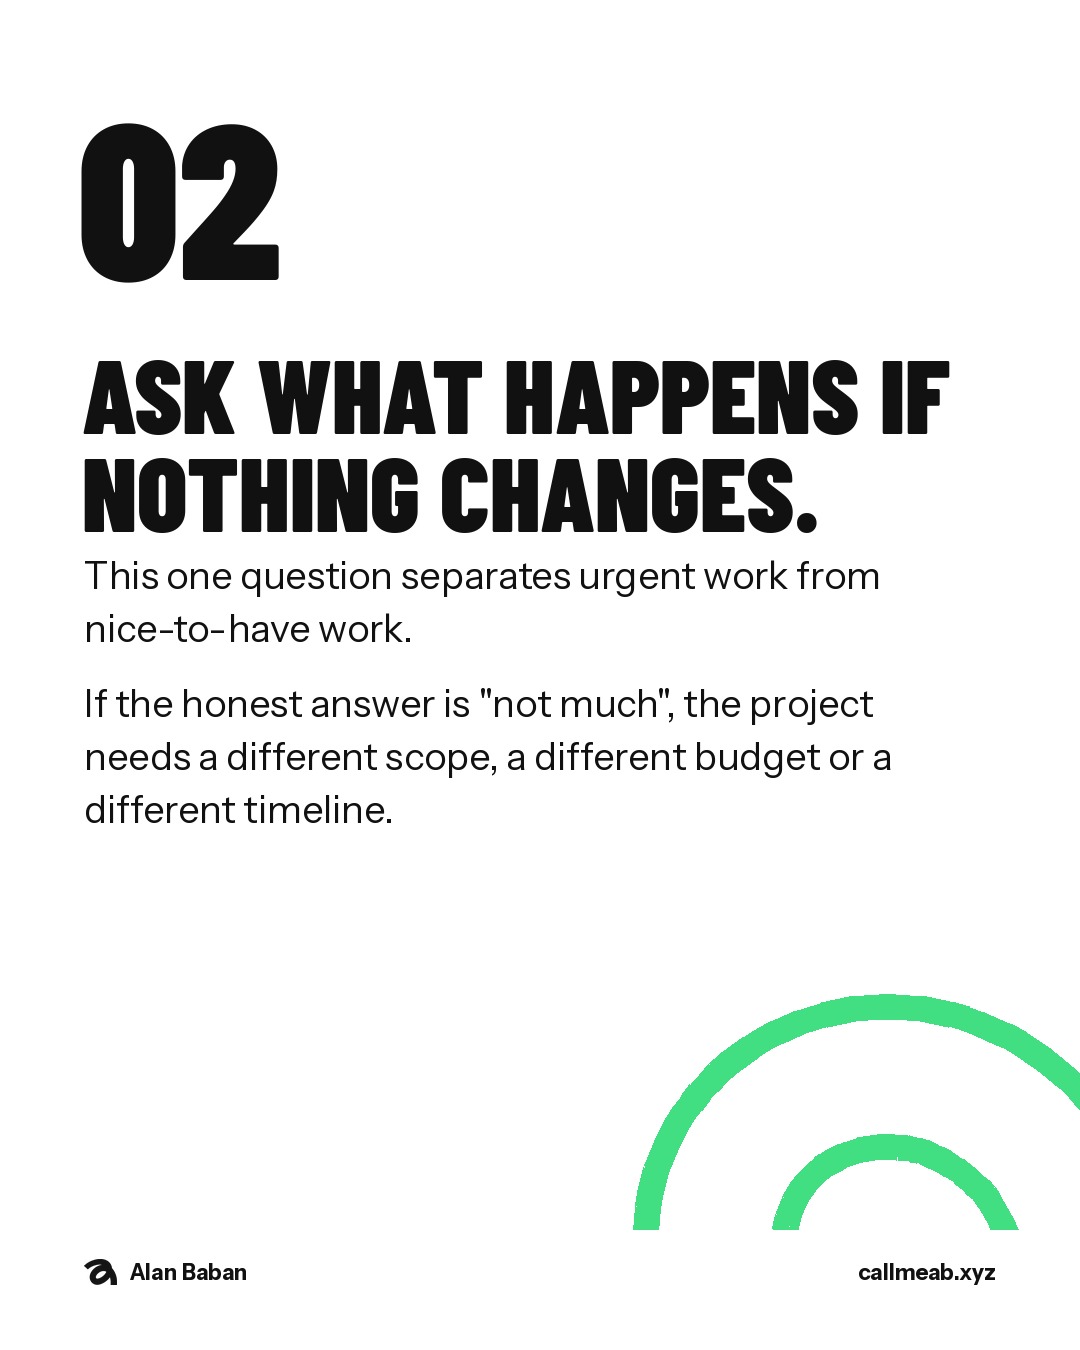 02
ASK WHAT HAPPENS IF
NOTHING CHANGES.
This one question separates urgent work from
nice-to-have work.
If the honest answer is "not much", the project
needs a different scope, a different budget or a
different timeline.
Alan Baban
callmeab.xyz